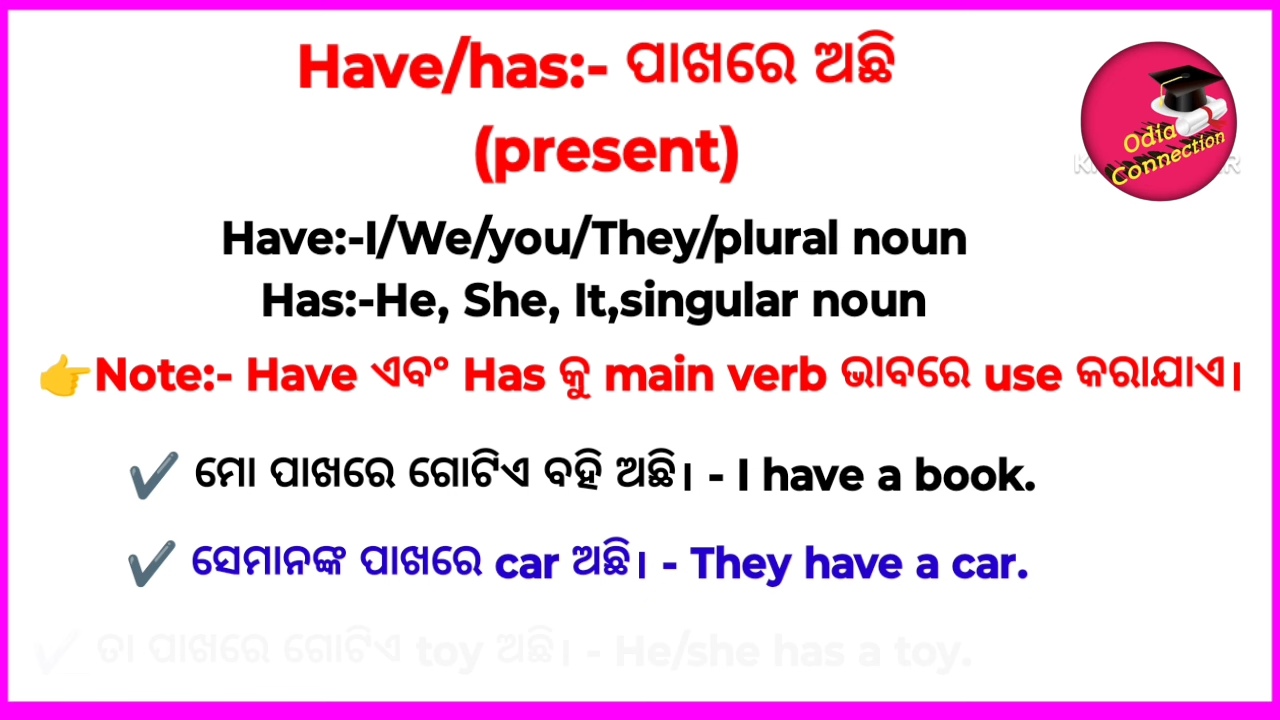 Have/has:- ପାଖରେ ଅଛି
(present)
Odia
Connection
Have:-I/We/you/They/plural noun
Has:-He, She, It,singular noun
👉Note:- Have ଏବଂ Has କୁ main verb ଭାବରେ use କରାଯାଏ।
✔ ମୋ ପାଖରେ ଗୋଟିଏ ବହି ଅଛି। - I have a book.
✔ ସେମାନଙ୍କ ପାଖରେ car ଅଛି। - They have a car.
✔ ତା ପାଖରେ ଗୋଟିଏ toy ଅଛି। - He/she has a toy.